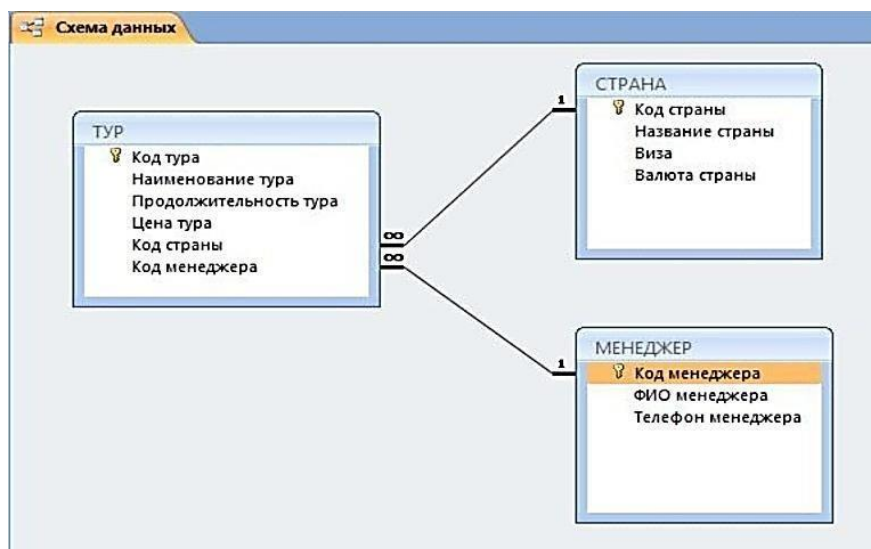 Схема данных
ТУР
Код тура
Наименование тура
Продолжительность тура
Цена тура
Код страны
Код менеджера
∞
∞
1
СТРАНА
Код страны
Название страны
Виза
Валюта страны
1
МЕНЕДЖЕР
Код менеджера
ФИО менеджера
Телефон менеджера